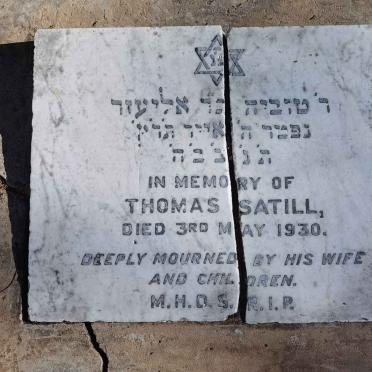 ר' טוביה בר אליעזר
נפטר ה' אייר תר"ץ
ת' נ' צ' ב' ה'
IN MEMORY OF
THOMAS SATILL,
DIED 3RD MAY 1930.
DEEPLY MOURNED BY HIS WIFE
AND CHILDREN.
M.H.D.S. R.I.P.